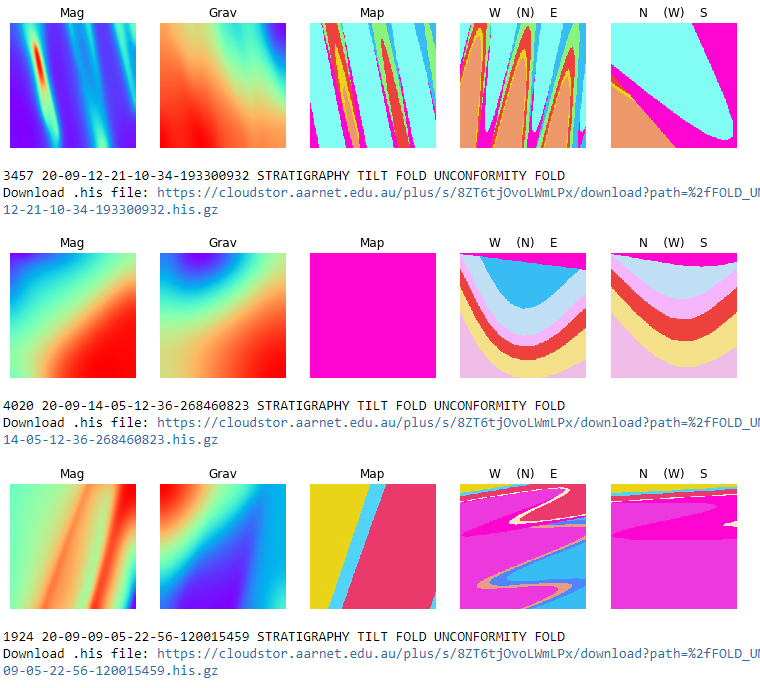 Mag Grav Map W (N) E N (W) S
3457 20-09-12-21-10-34-193300932 STRATIGRAPHY TILT FOLD UNCONFORMITY FOLD
Download .his file: https://cloudstor.aarnet.edu.au/plus/s/8ZT6tjOvoLWmLPx/download?path=%2fFOLD_UN
12-21-10-34-193300932.his.gz
Mag Grav Map W (N) E N (W) S
4020 20-09-14-05-12-36-268460823 STRATIGRAPHY TILT FOLD UNCONFORMITY FOLD
Download .his file: https://cloudstor.aarnet.edu.au/plus/s/8ZT6tjOvoLWmLPx/download?path=%2fFOLD_UN
14-05-12-36-268460823.his.gz
Mag Grav Map W (N) E N (W) S
1924 20-09-09-05-22-56-120015459 STRATIGRAPHY TILT FOLD UNCONFORMITY FOLD
Download .his file: https://cloudstor.aarnet.edu.au/plus/s/8ZT6tjOvoLWmLPx/download?path=%2fFOLD_UN
09-05-22-56-120015459.his.gz